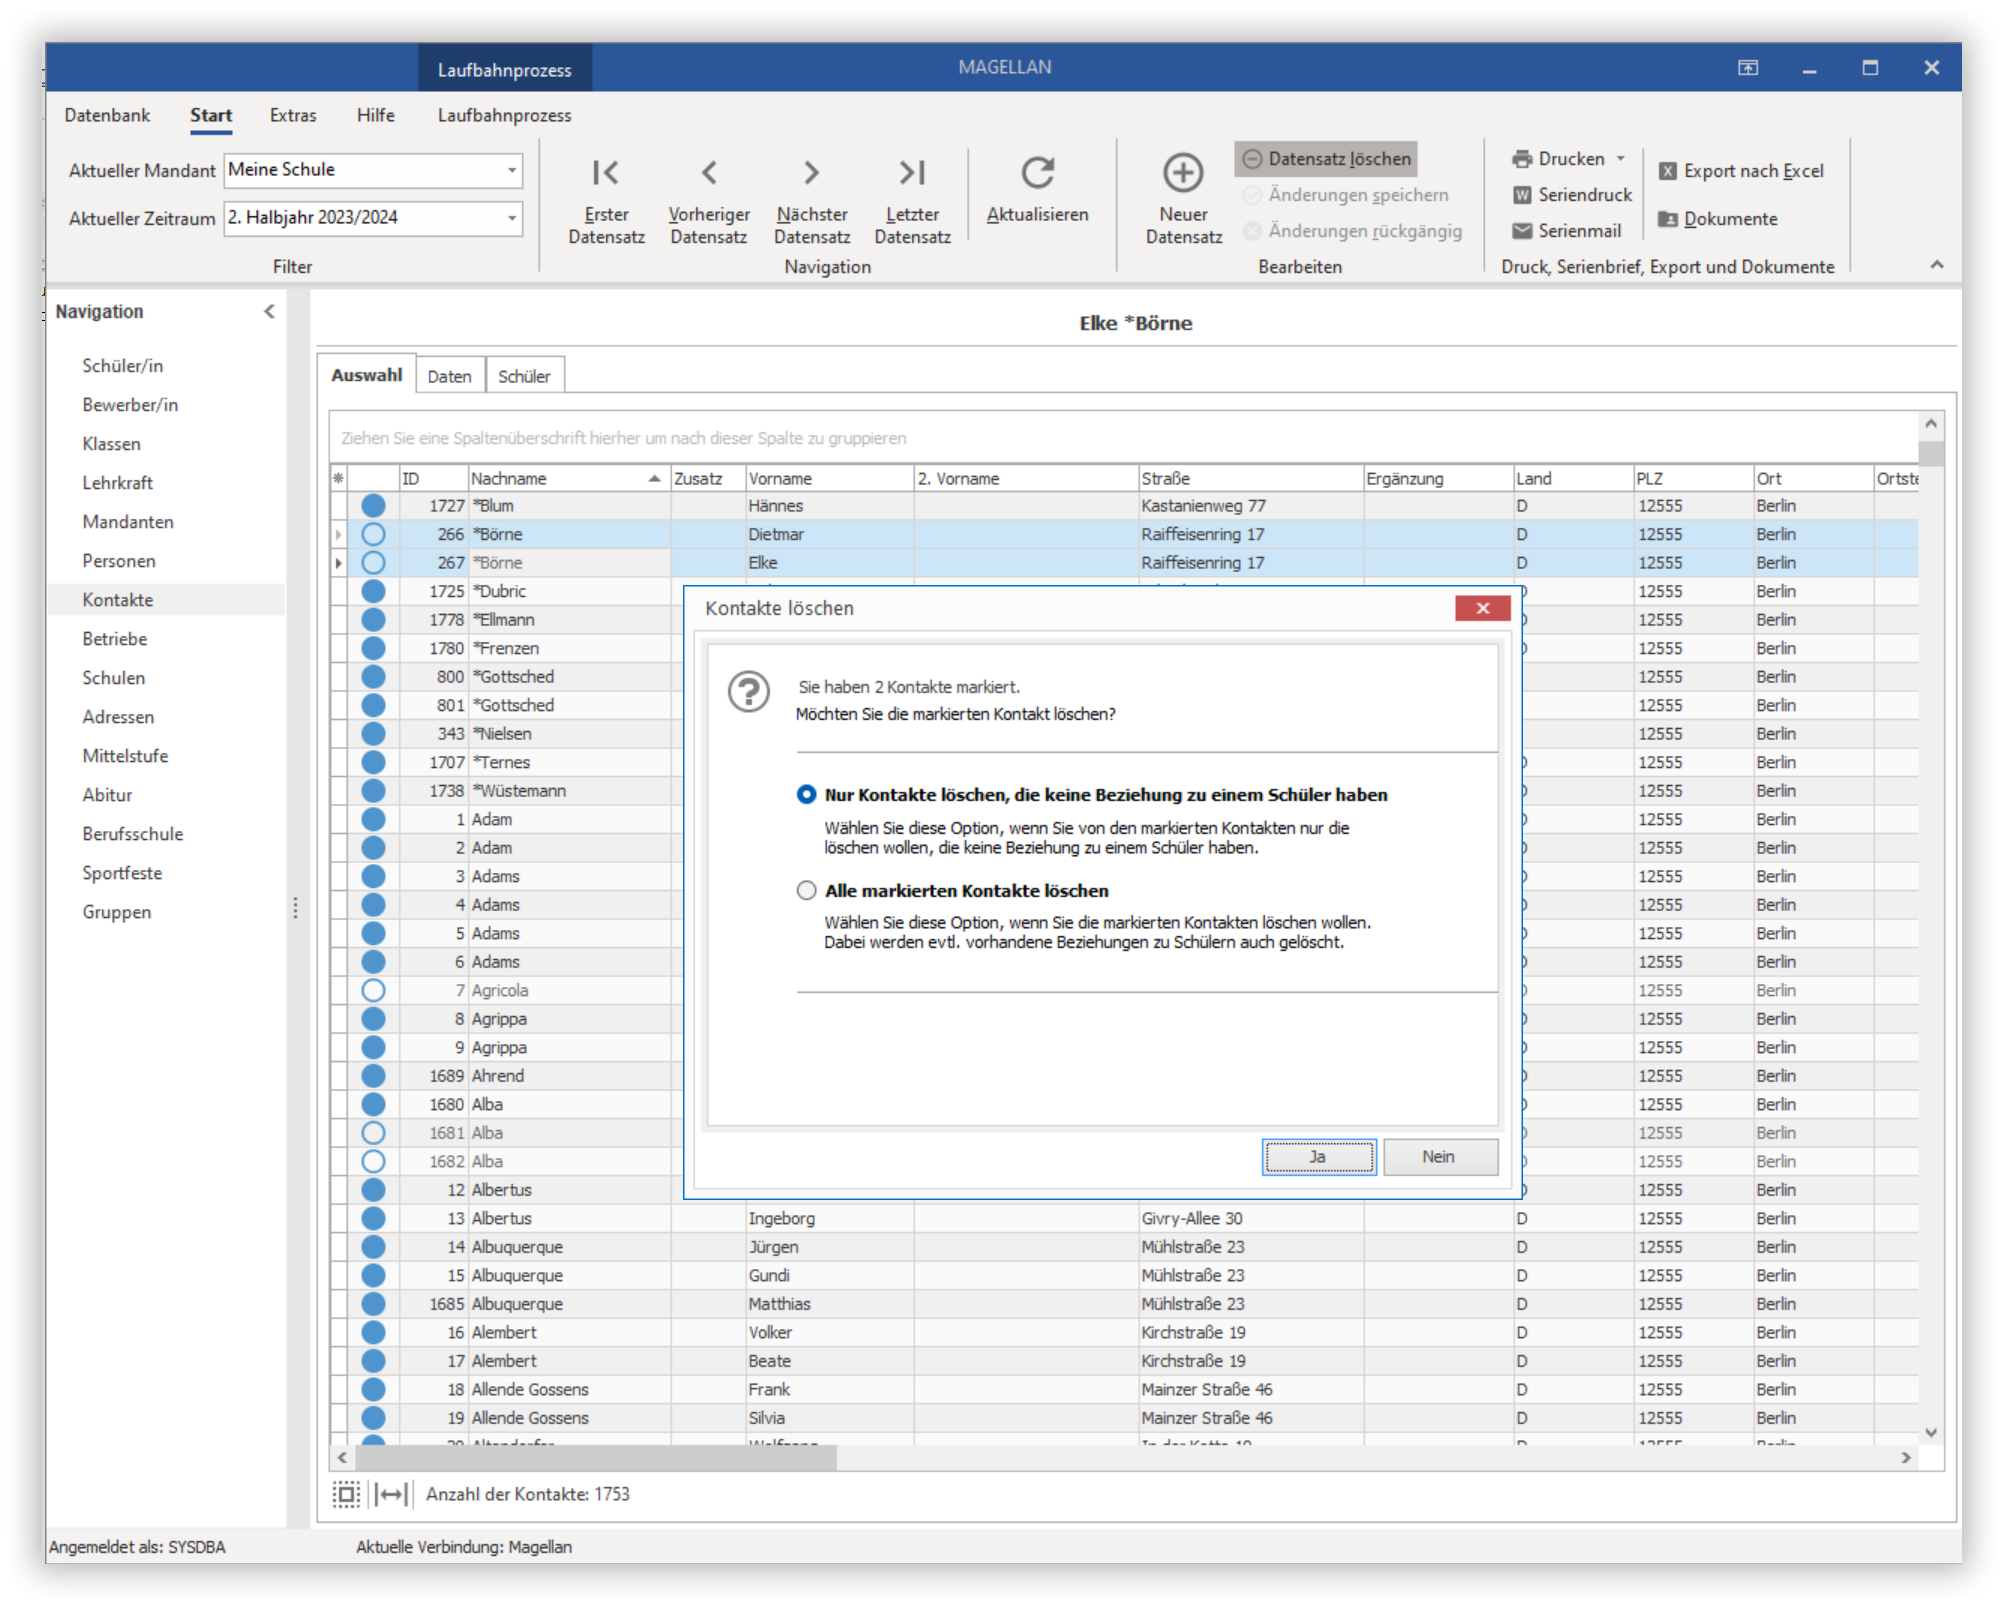 Laufbahnprozess
MAGELLAN
Datenbank Start Extras Hilfe Laufbahnprozess
Aktueller Mandant Meine Schule
Aktueller Zeitraum 2. Halbjahr 2023/2024
Filter
Erster Datensatz
Vorheriger Datensatz
Nächster Datensatz
Letzter Datensatz
Aktualisieren
Navigation
Neuer Datensatz
Datensatz löschen
Änderungen speichern
Änderungen rückgängig
Bearbeiten
Drucken
Seriendruck
Serienmail
Export nach Excel
Dokumente
Druck, Serienbrief, Export und Dokumente
Navigation
Schüler/in
Bewerber/in
Klassen
Lehrkraft
Mandanten
Personen
Kontakte
Betriebe
Schulen
Adressen
Mittelstufe
Abitur
Berufsschule
Sportfeste
Gruppen
Elke *Börne
Auswahl Daten Schüler
Ziehen Sie eine Spaltenüberschrift hierher um nach dieser Spalte zu gruppieren
ID Nachname Zusatz Vorname 2. Vorname Straße Ergänzung Land PLZ Ort
1727 *Blum Hännes Kastanienweg 77 D 12555 Berlin
266 *Börne Dietmar Raiffeisenring 17 D 12555 Berlin
267 *Börne Elke Raiffeisenring 17 D 12555 Berlin
1725 *Dubric 12555 Berlin
1778 *Ellmann 12555 Berlin
1780 *Frenzen 12555 Berlin
800 *Gottsched 12555 Berlin
801 *Gottsched 12555 Berlin
343 *Nielsen 12555 Berlin
1707 *Ternes 12555 Berlin
1738 *Wüstemann 12555 Berlin
1 Adam 12555 Berlin
2 Adam 12555 Berlin
3 Adams 12555 Berlin
4 Adams 12555 Berlin
5 Adams 12555 Berlin
6 Adams 12555 Berlin
7 Agricola 12555 Berlin
8 Agrippa 12555 Berlin
9 Agrippa 12555 Berlin
1689 Ahrend 12555 Berlin
1680 Alba 12555 Berlin
1681 Alba 12555 Berlin
1682 Alba 12555 Berlin
12 Albertus 12555 Berlin
13 Albertus Ingeborg Givry-Allee 30 D 12555 Berlin
14 Albuquerque Jürgen Mühlstraße 23 D 12555 Berlin
15 Albuquerque Gundi Mühlstraße 23 D 12555 Berlin
1685 Albuquerque Matthias Mühlstraße 23 D 12555 Berlin
16 Alembert Volker Kirchstraße 19 D 12555 Berlin
17 Alembert Beate Kirchstraße 19 D 12555 Berlin
18 Allende Gossens Frank Mainzer Straße 46 D 12555 Berlin
19 Allende Gossens Silvia Mainzer Straße 46 D 12555 Berlin
Kontakte löschen
Sie haben 2 Kontakte markiert.
Möchten Sie die markierten Kontakt löschen?
Nur Kontakte löschen, die keine Beziehung zu einem Schüler haben
Wählen Sie diese Option, wenn Sie von den markierten Kontakten nur die
löschen wollen, die keine Beziehung zu einem Schüler haben.
Alle markierten Kontakte löschen
Wählen Sie diese Option, wenn Sie die markierten Kontakten löschen wollen.
Dabei werden evtl. vorhandene Beziehungen zu Schülern auch gelöscht.
Ja Nein
Anzahl der Kontakte: 1753
Angemeldet als: SYSDBA
Aktuelle Verbindung: Magellan